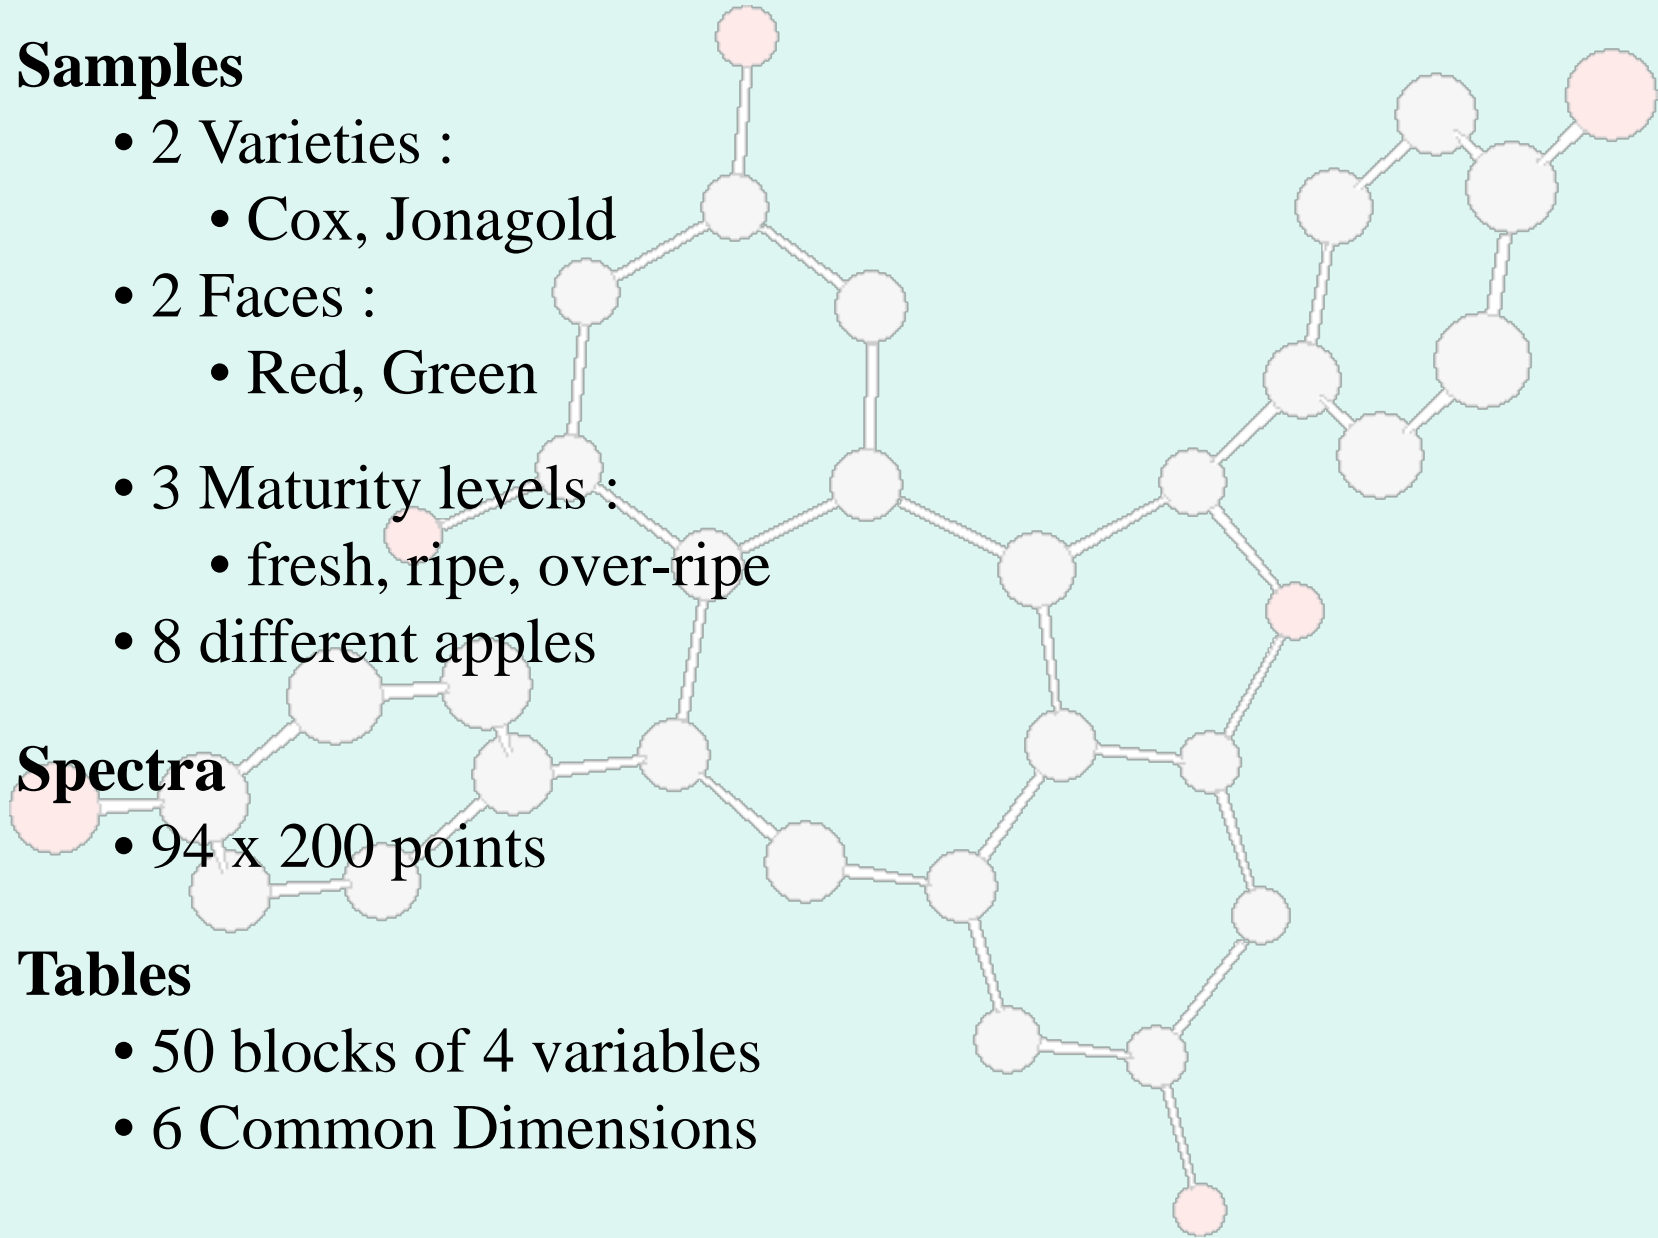 Samples
• 2 Varieties :
• Cox, Jonagold
• 2 Faces :
• Red, Green
• 3 Maturity levels :
• fresh, ripe, over-ripe
• 8 different apples
Spectra
• 94 x 200 points
Tables
• 50 blocks of 4 variables
• 6 Common Dimensions